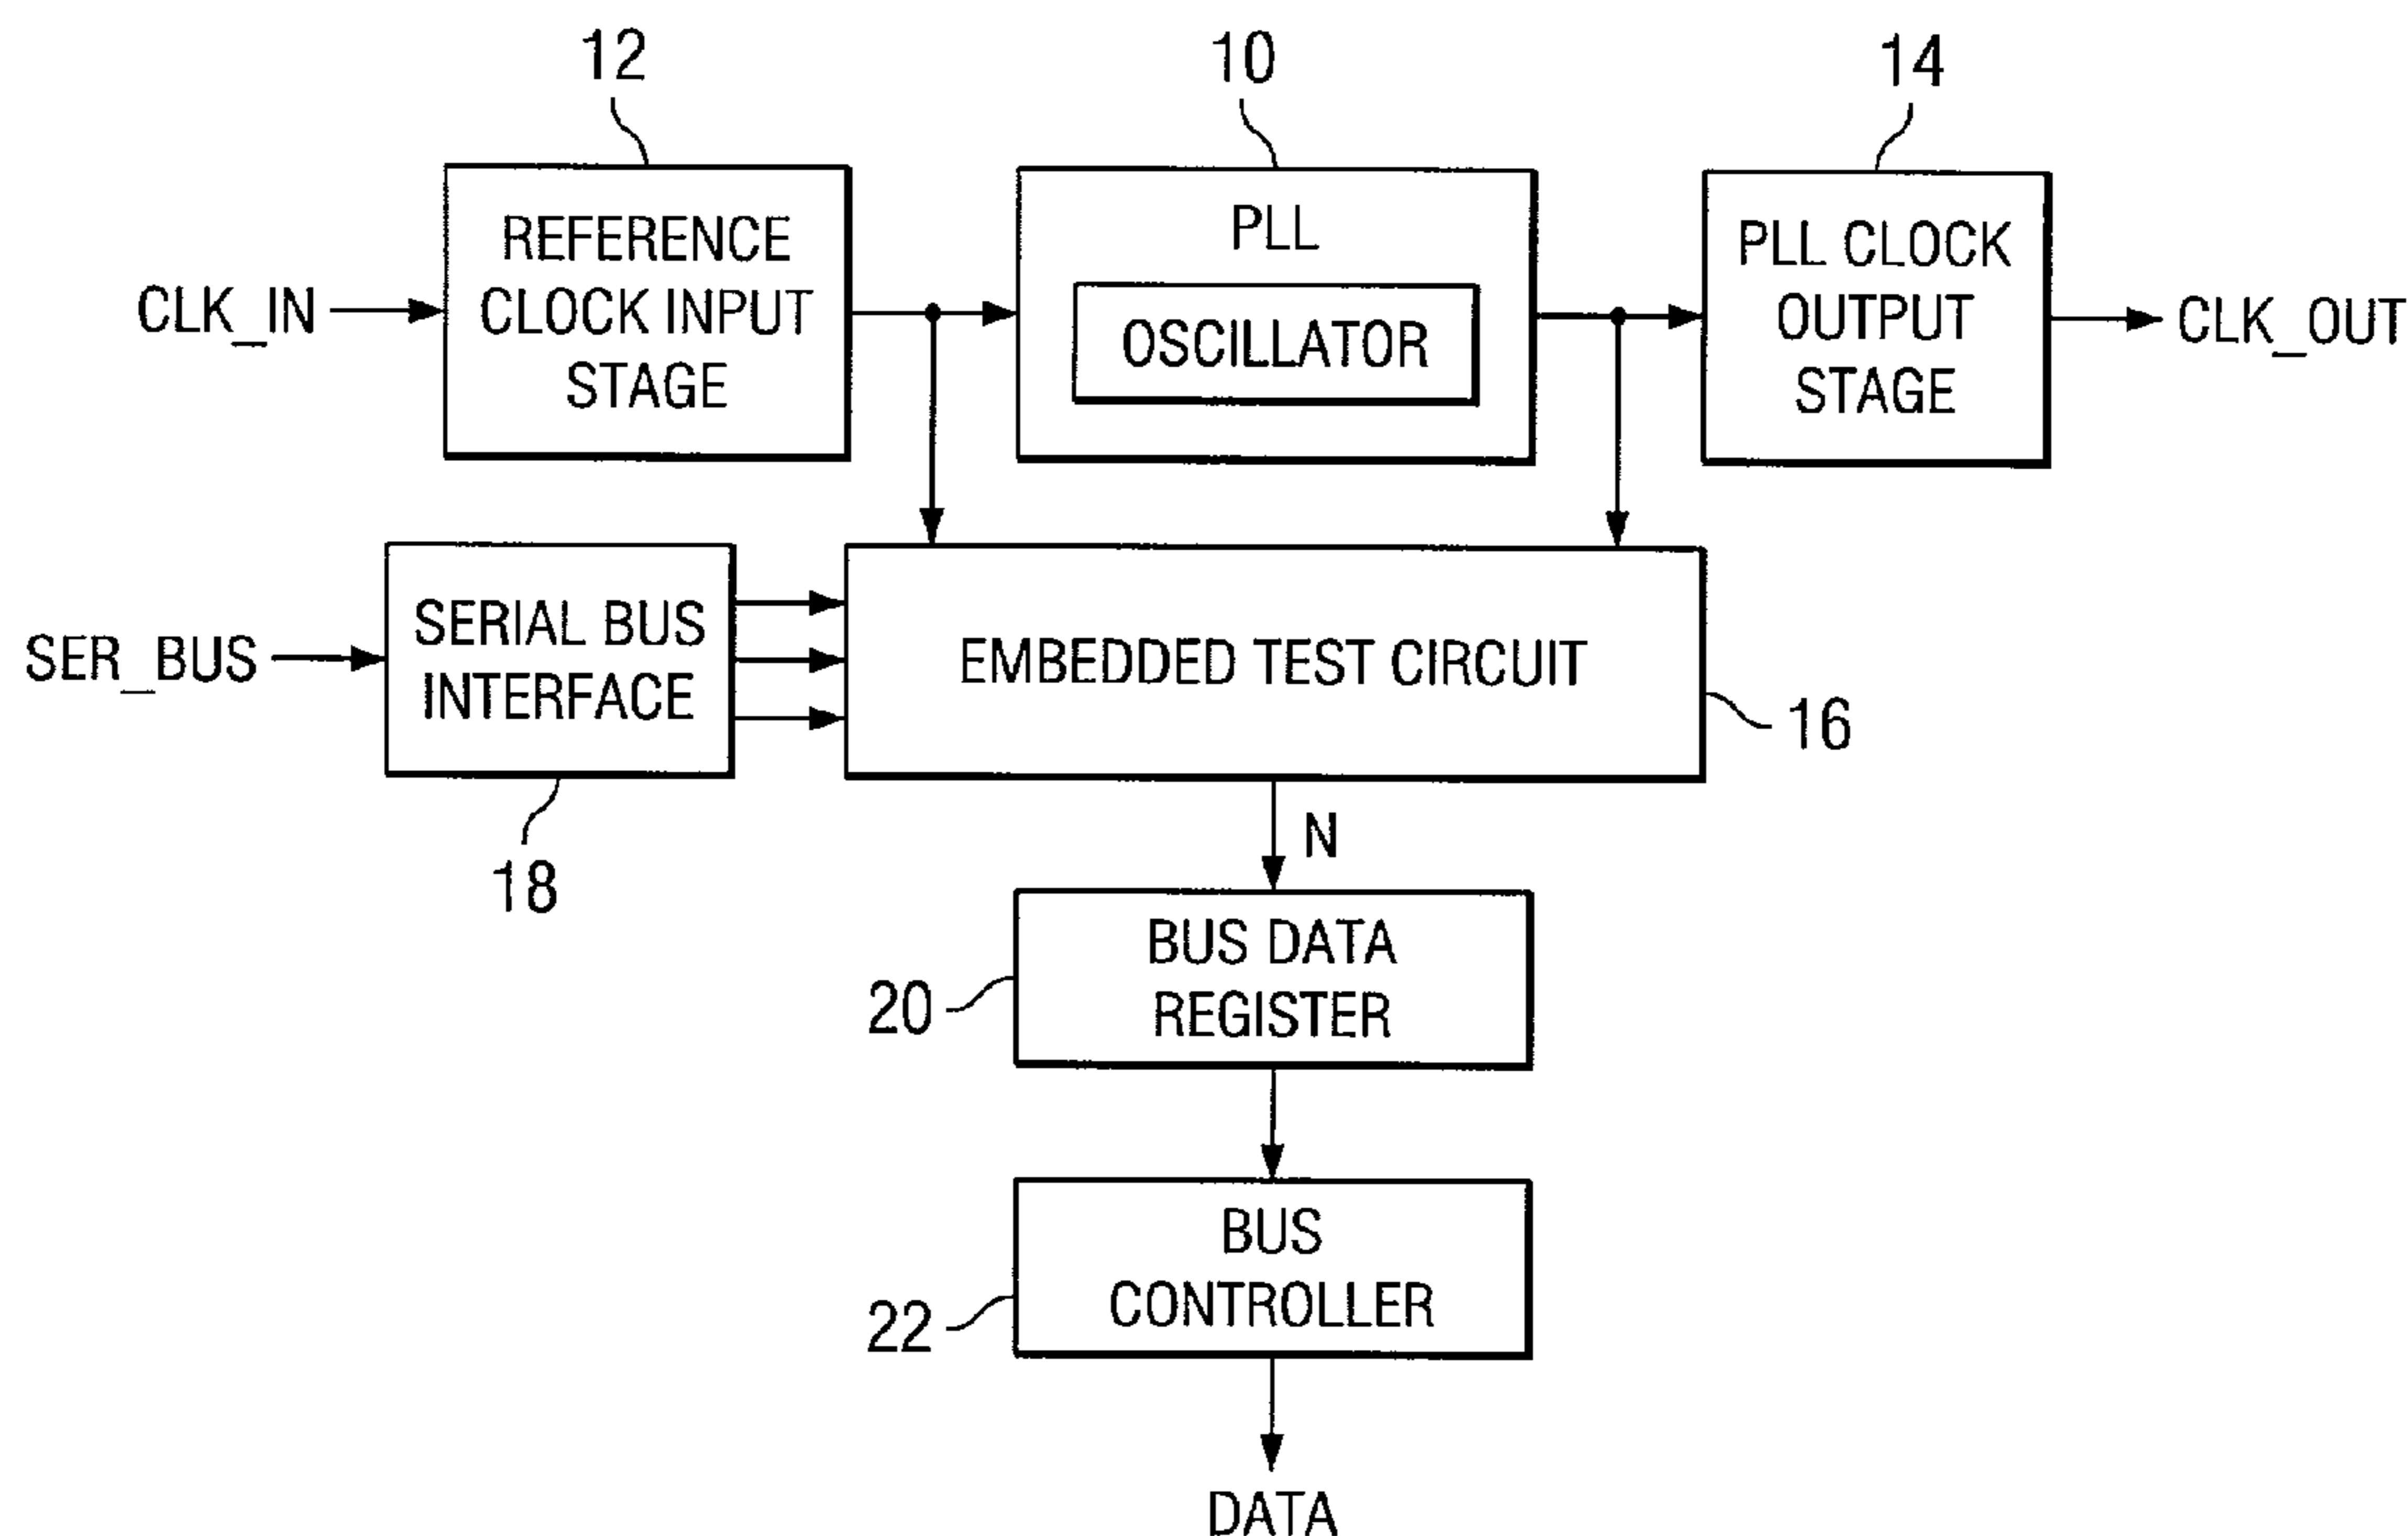 12
10
14
REFERENCE
CLOCK INPUT
STAGE
PLL
OSCILLATOR
PLL CLOCK
OUTPUT
STAGE
CLK_IN
CLK_OUT
SER_BUS
SERIAL BUS
INTERFACE
EMBEDDED TEST CIRCUIT
16
18
N
BUS DATA
REGISTER
20
BUS
CONTROLLER
22
DATA